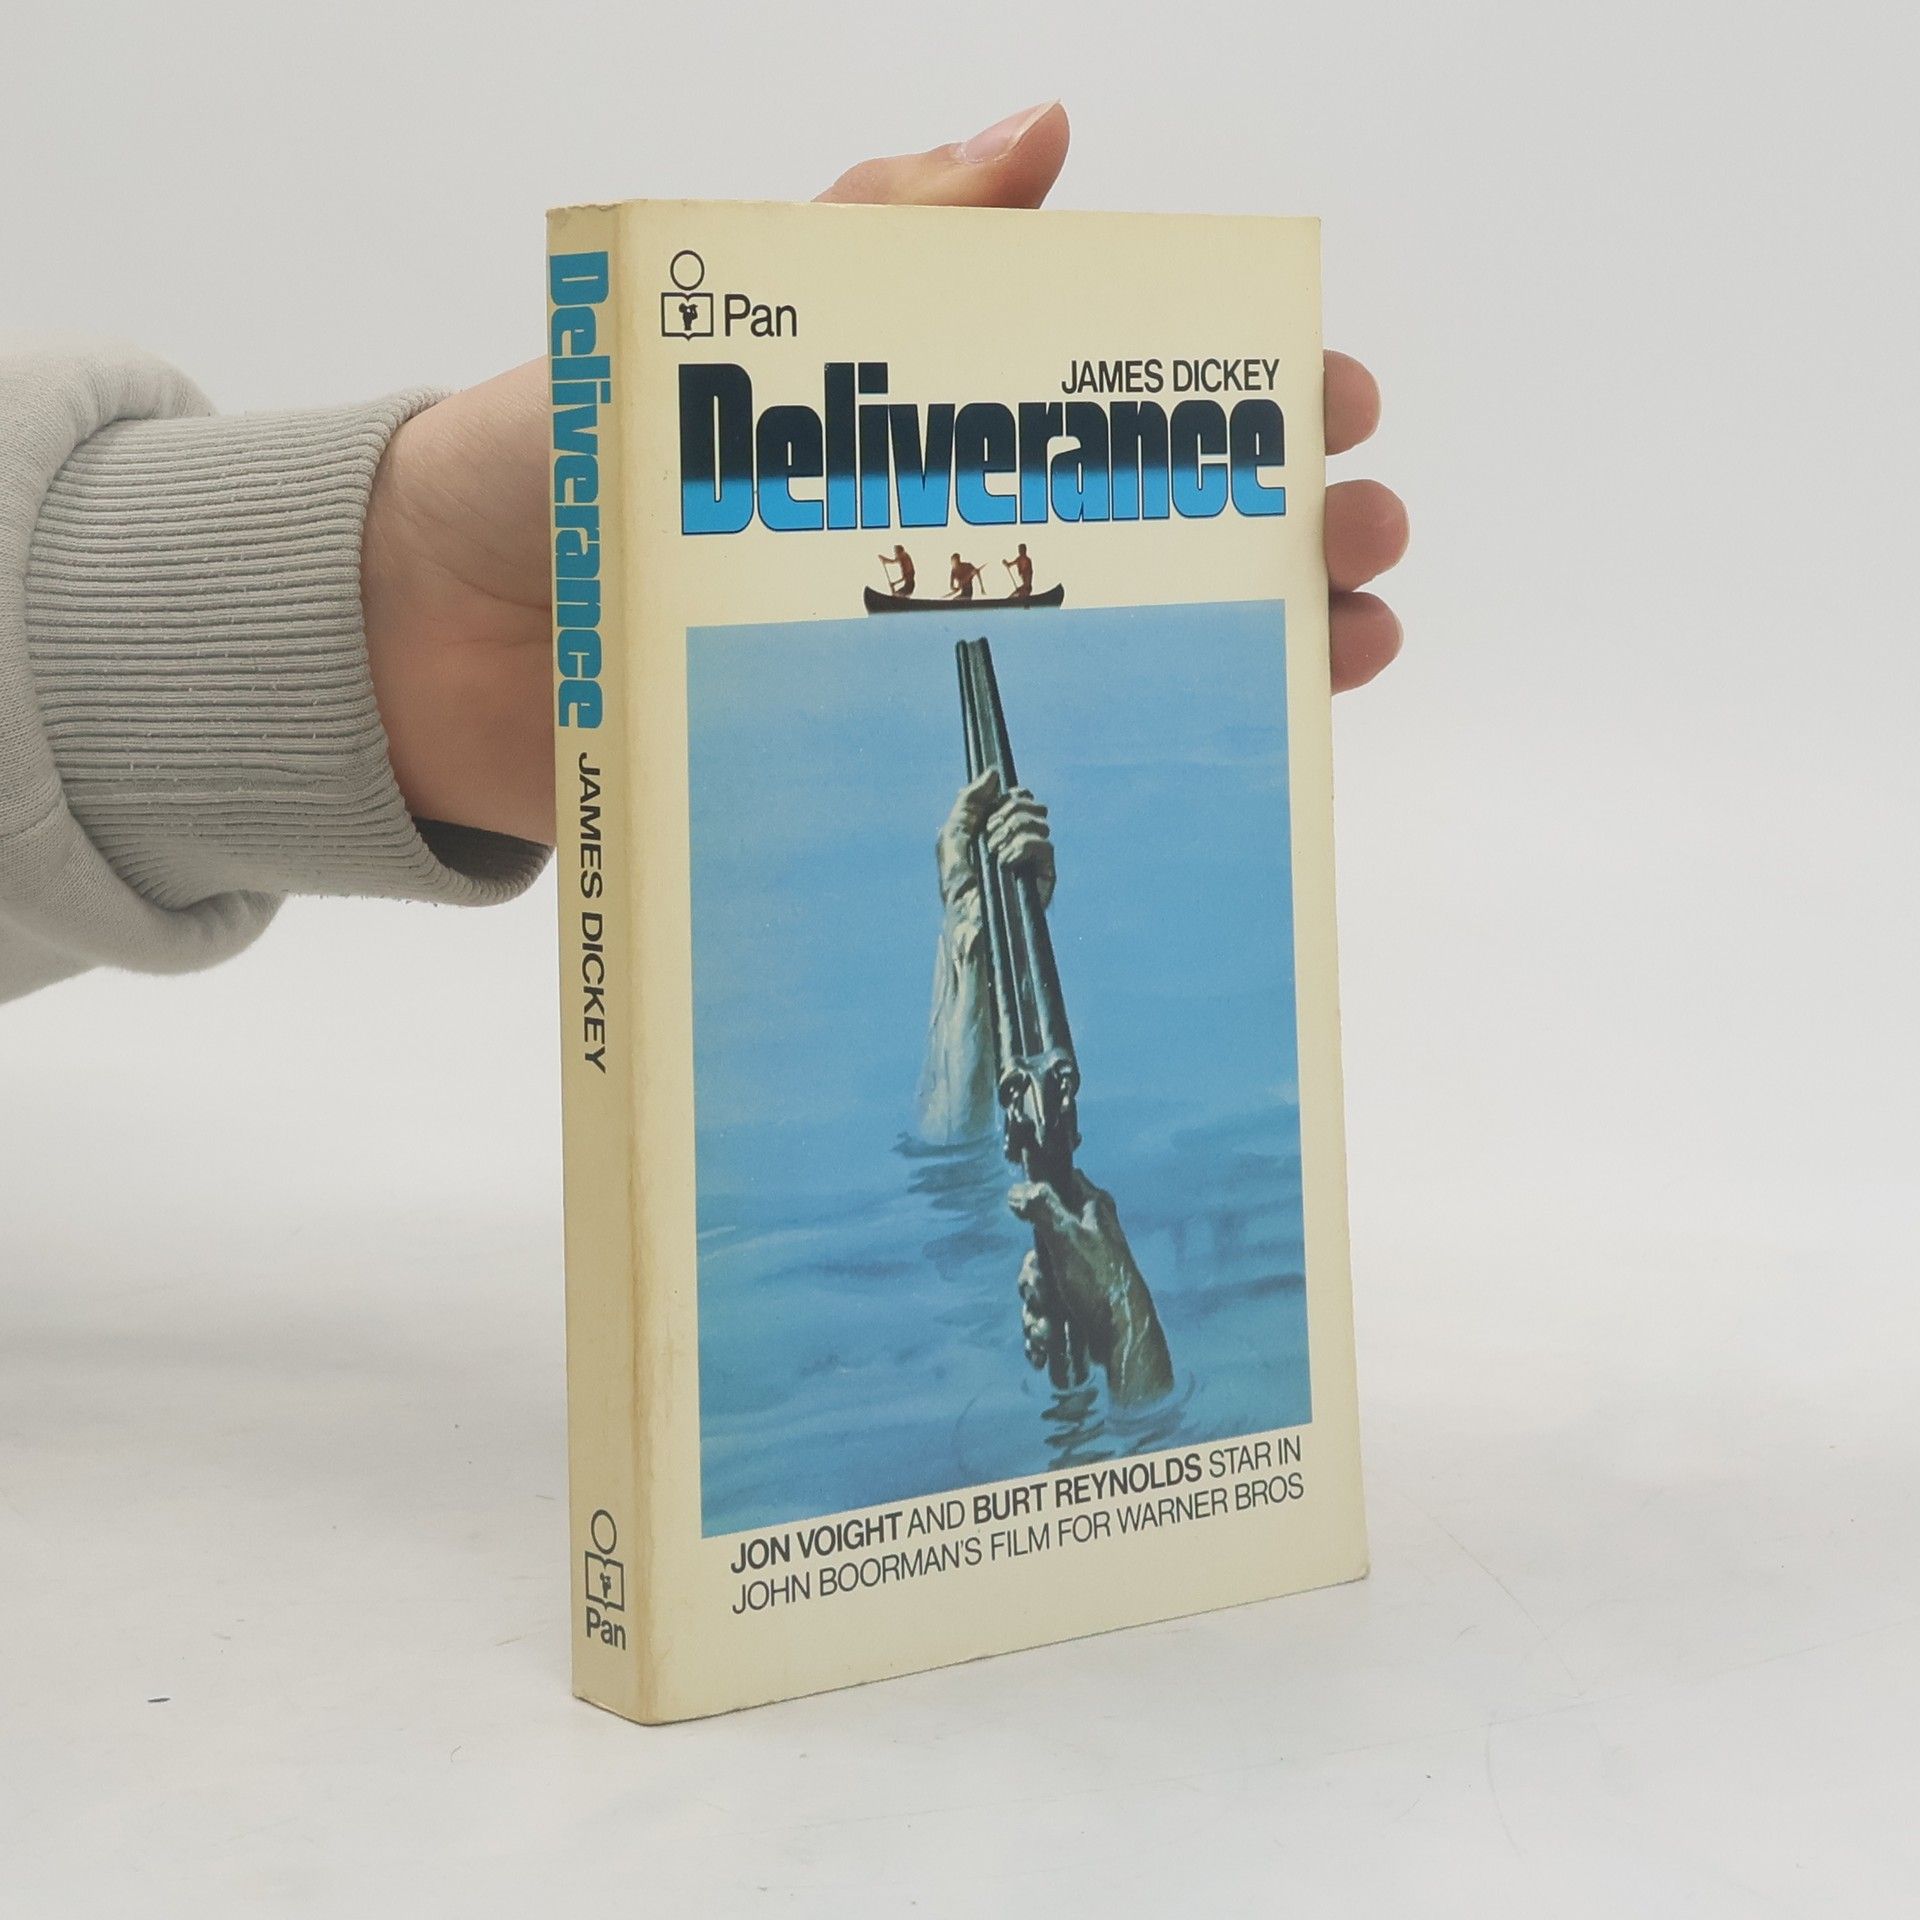 Pan
JAMES DICKEY
Deliverance
JON VOIGHT AND BURT REYNOLDS STAR IN
JOHN BOORMAN'S FILM FOR WARNER BROS
Deliverance JAMES DICKEY
Pan